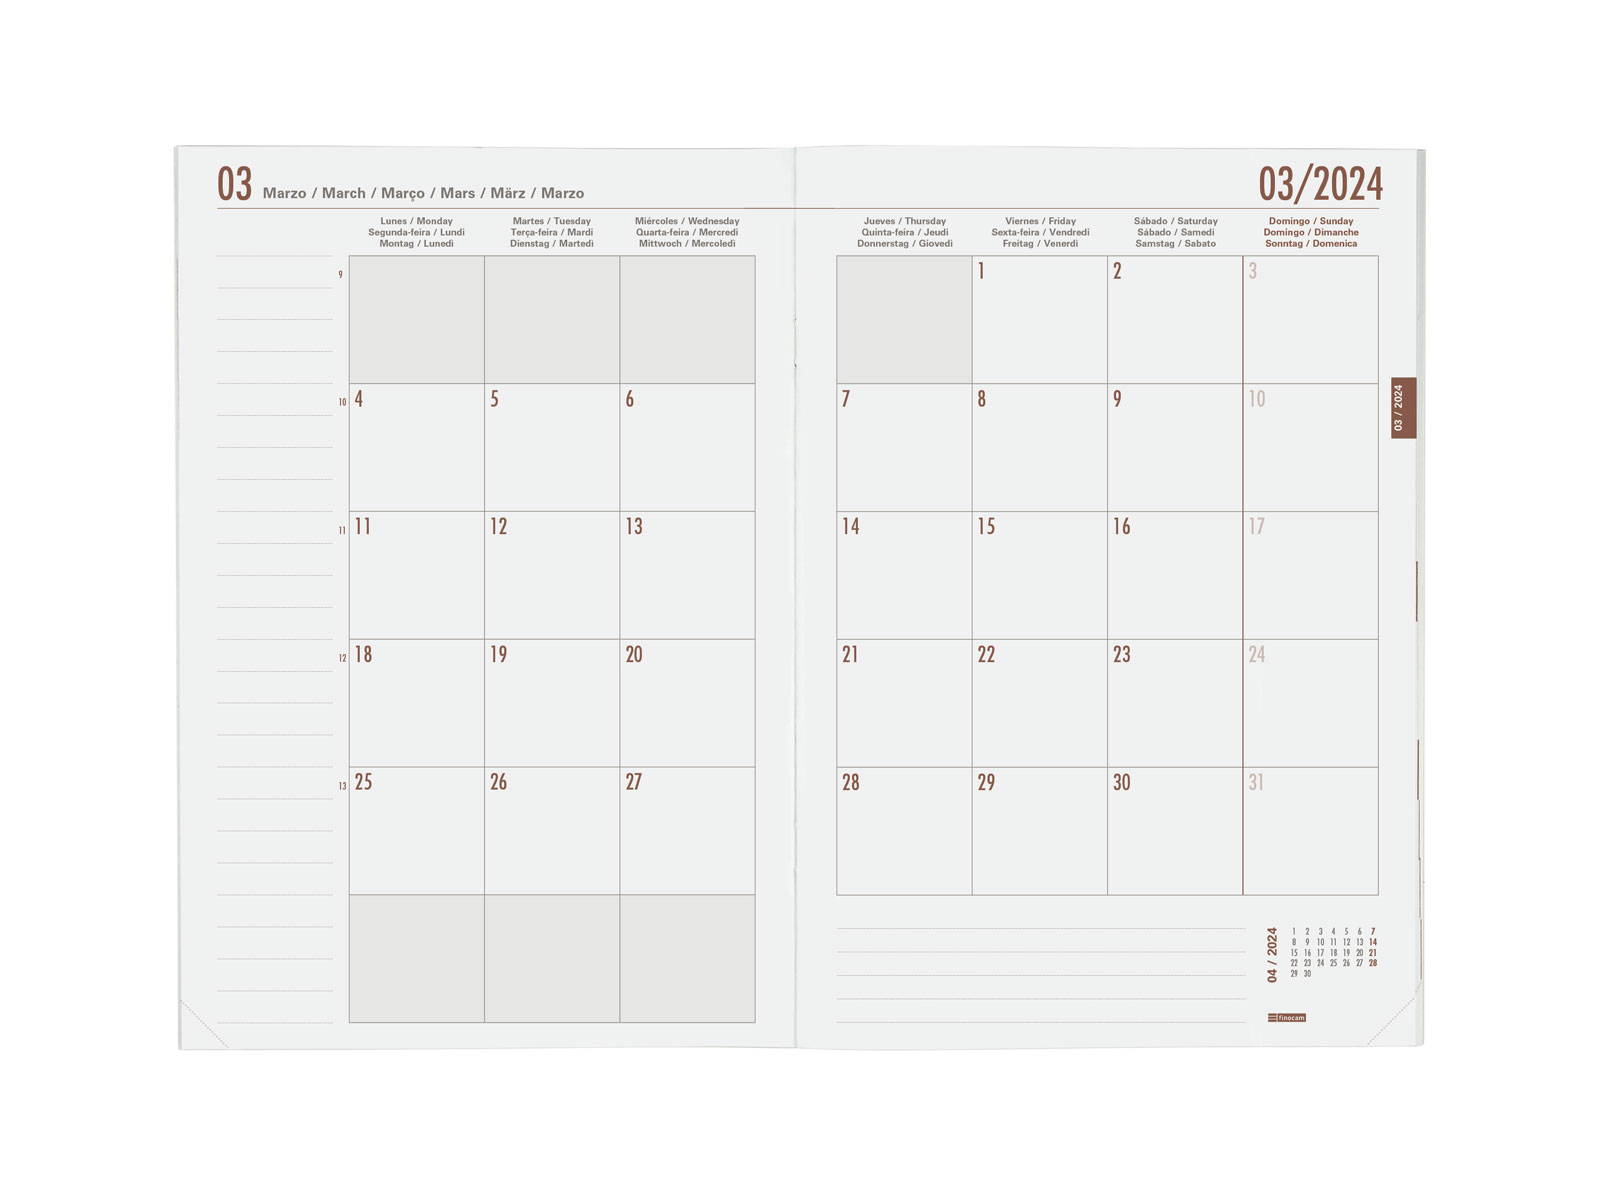 03 Marzo / March / Março / Mars / März / Marzo
03/2024
Lunes / Monday
Segunda-feira / Lundi
Montag / Lunedì
Martes / Tuesday
Terça-feira / Mardi
Dienstag / Martedì
Miércoles / Wednesday
Quarta-feira / Mercredi
Mittwoch / Mercoledì
Jueves / Thursday
Quinta-feira / Jeudi
Donnerstag / Giovedì
Viernes / Friday
Sexta-feira / Vendredi
Freitag / Venerdì
Sábado / Saturday
Sábado / Samedi
Samstag / Sabato
Domingo / Sunday
Domingo / Dimanche
Sonntag / Domenica
9 1 2 3
10 4 5 6 7 8 9 10
11 11 12 13 14 15 16 17
12 18 19 20 21 22 23 24
13 25 26 27 28 29 30 31
03 / 2024
04 / 2024
1 2 3 4 5 6 7
8 9 10 11 12 13 14
15 16 17 18 19 20 21
22 23 24 25 26 27 28
29 30
finocam